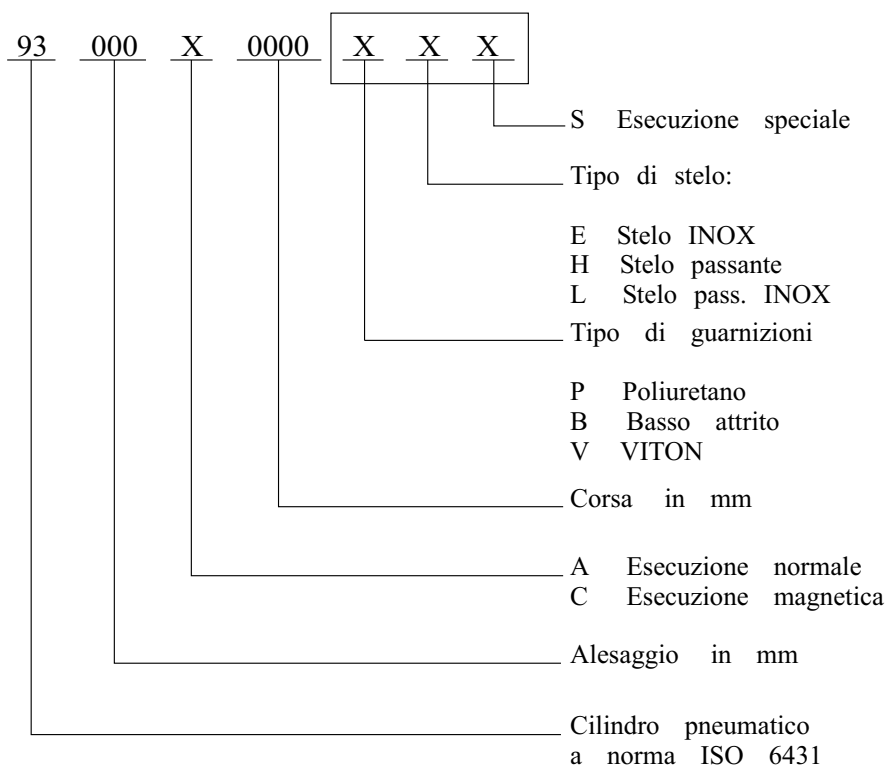 93 000 X 0000 X X X
S Esecuzione speciale
Tipo di stelo:
E Stelo INOX
H Stelo passante
L Stelo pass. INOX
Tipo di guarnizioni
P Poliuretano
B Basso attrito
V VITON
Corsa in mm
A Esecuzione normale
C Esecuzione magnetica
Alesaggio in mm
Cilindro pneumatico
a norma ISO 6431